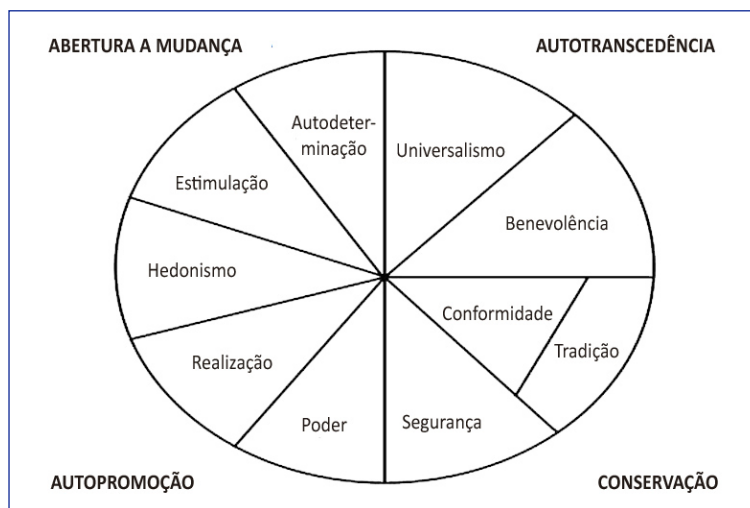 ABERTURA A MUDANÇA
AUTOTRANSCEDÊNCIA
Autodeter-
minação
Universalismo
Estimulação
Benevolência
Hedonismo
Conformidade
Tradição
Realização
Poder
Segurança
AUTOPROMOÇÃO
CONSERVAÇÃO